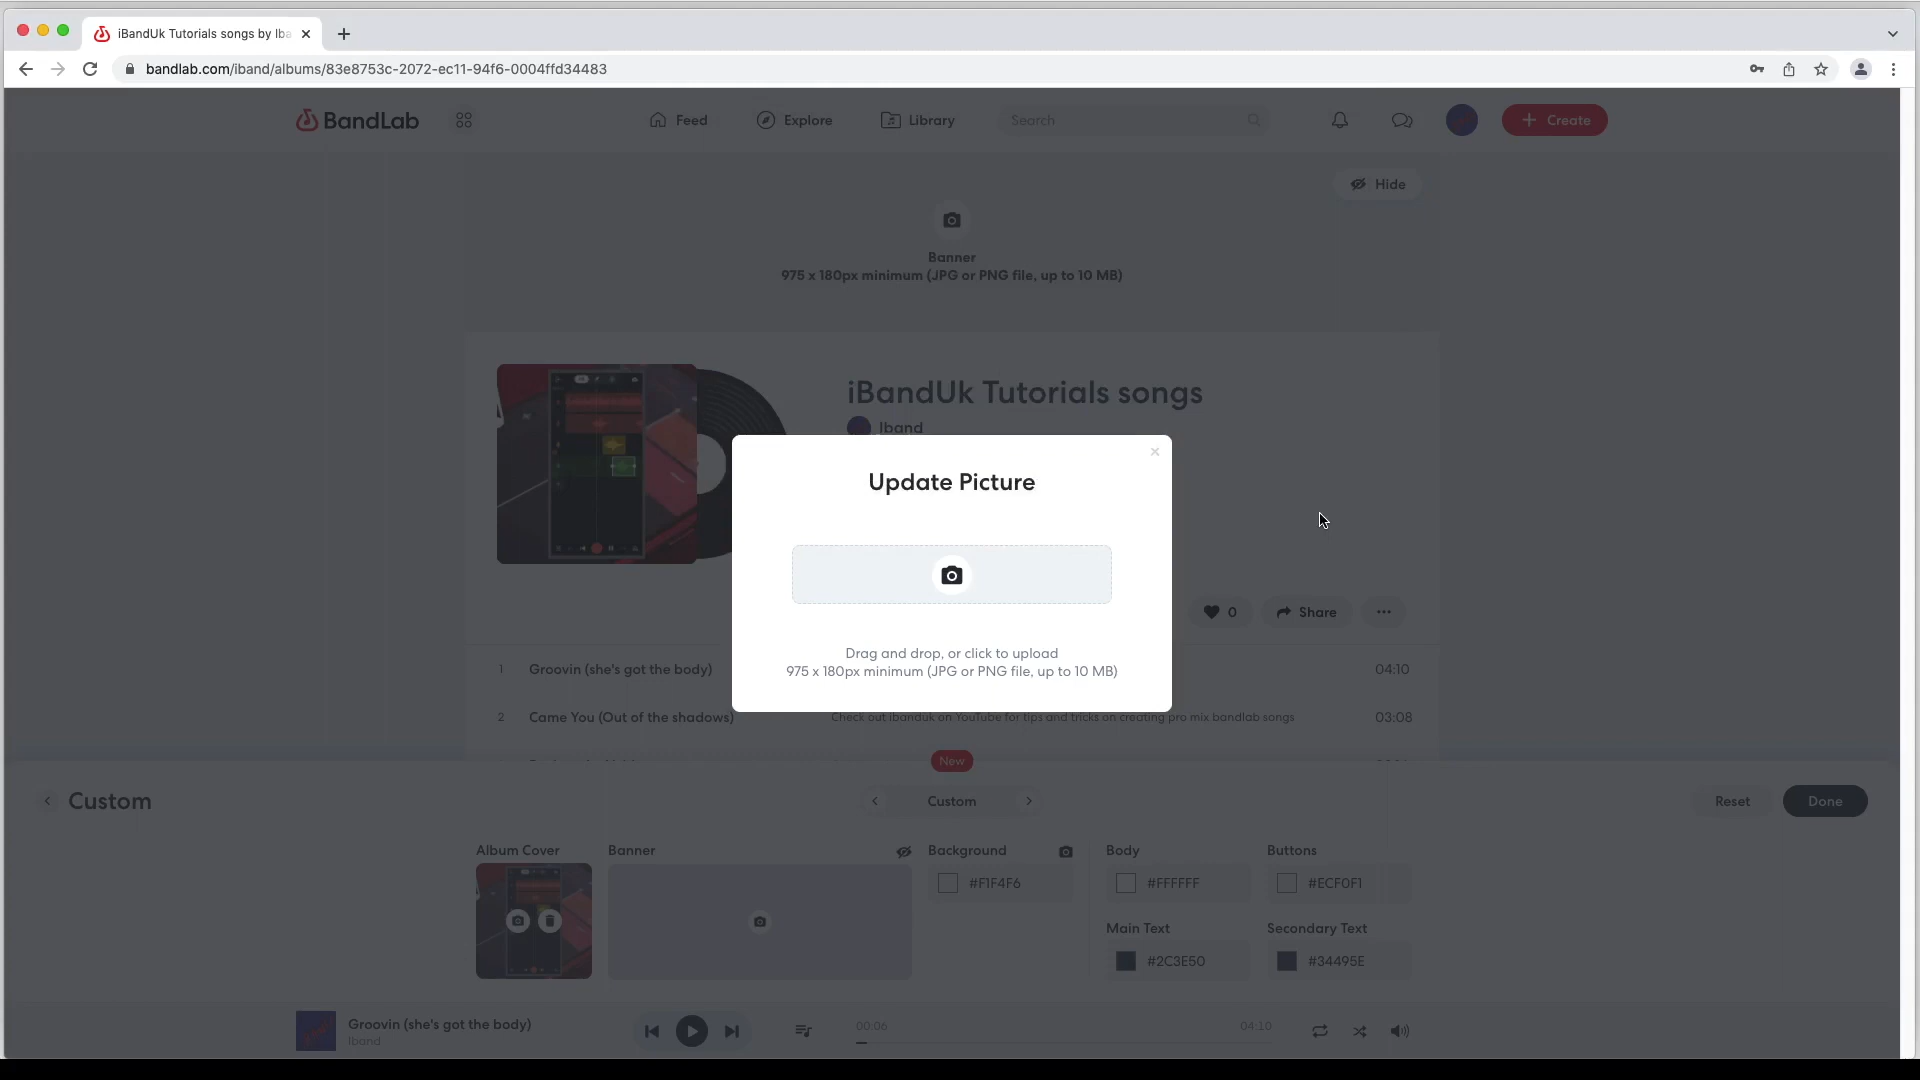 iBandUk Tutorials songs by Iba
bandlab.com/iband/albums/83e8753c-2072-ec11-94f6-0004ffd34483
BandLab
Feed
Explore
Library
Search
Create
Hide
Banner
975 x 180px minimum (JPG or PNG file, up to 10 MB)
iBandUk Tutorials songs
Iband
Update Picture
Drag and drop, or click to upload
975 x 180px minimum (JPG or PNG file, up to 10 MB)
0
Share
1 Groovin (she's got the body) 04:10
2 Came You (Out of the shadows) Check out ibanduk on YouTube for tips and tricks on creating pro mix bandlab songs 03:08
New
Custom
Custom
Reset
Done
Album Cover
Banner
Background
Body
Buttons
#F1F4F6
#FFFFFF
#ECF0F1
Main Text
Secondary Text
#2C3E50
#34495E
Groovin (she's got the body)
Iband
00:06
04:10